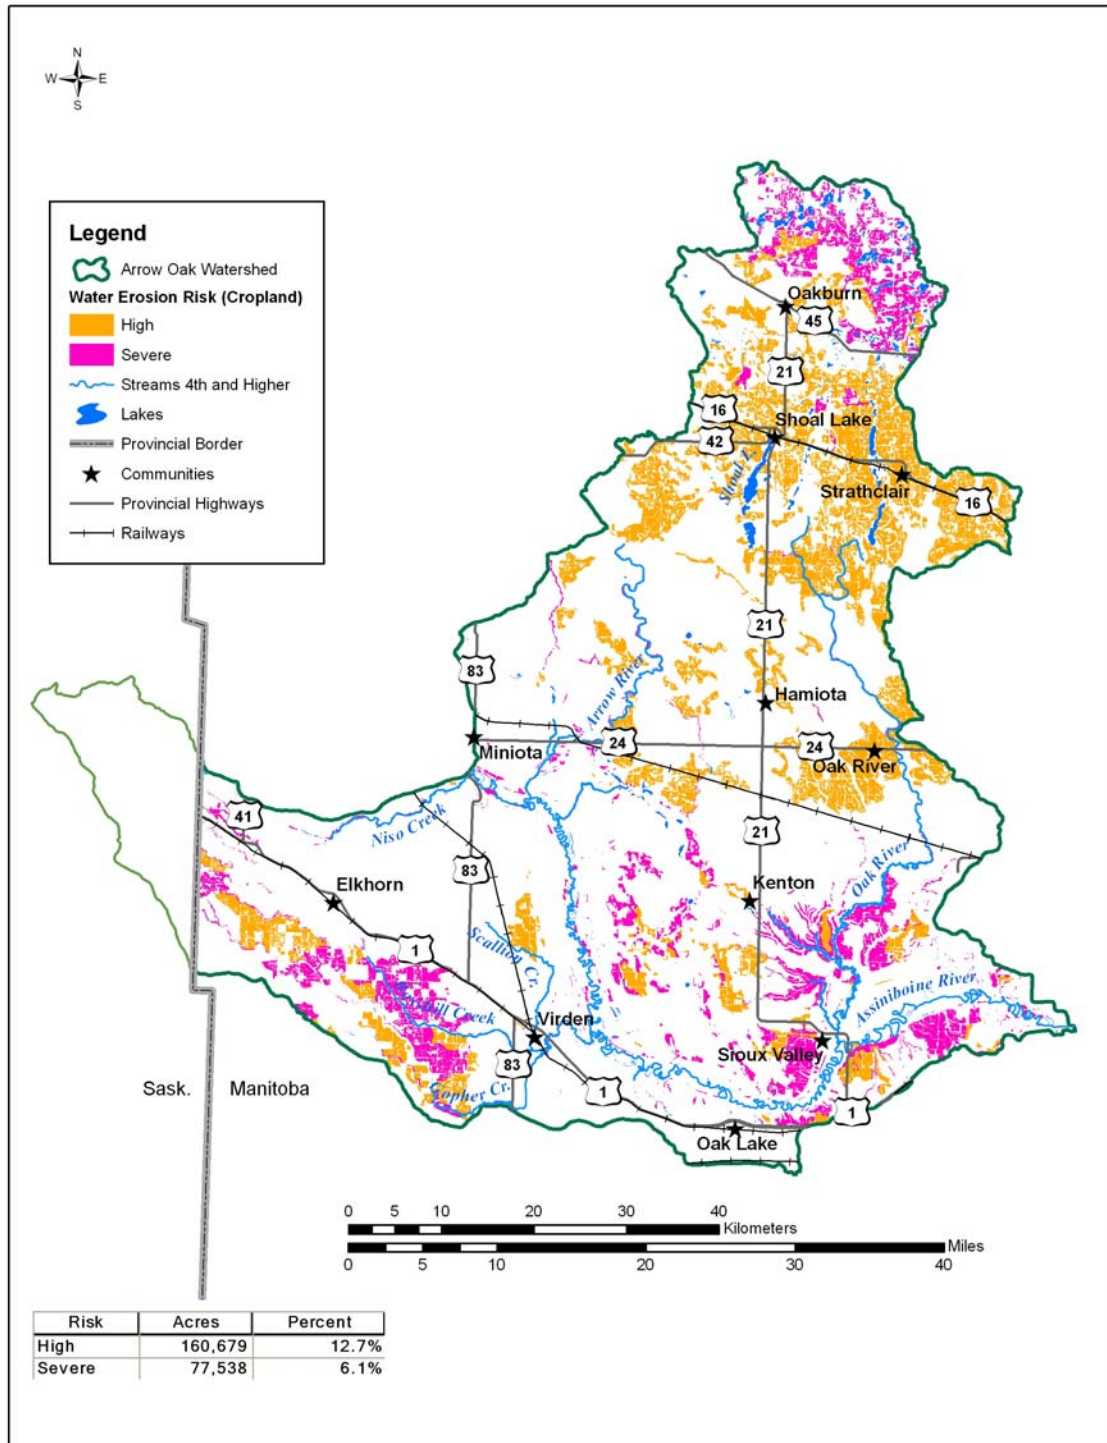 N
W E
S
Legend
Arrow Oak Watershed
Water Erosion Risk (Cropland)
High
Severe
Streams 4th and Higher
Lakes
Provincial Border
Communities
Provincial Highways
Railways
Oakburn
45
21
16
Shoal Lake
42
Shoal L.
Strathclair
16
21
83
Arrow River
Hamiota
Miniota
24
24
Oak River
41
Niso Creek
21
83
Oak River
Elkhorn
Kenton
1
Scallion Cr.
Assiniboine River
Creek
Virden
Sioux Valley
83
Sask.
Manitoba
Gopher Cr.
1
1
Oak Lake
0 5 10 20 30 40
Kilometers
Miles
0 5 10 20 30 40
Risk Acres Percent
High 160,679 12.7%
Severe 77,538 6.1%